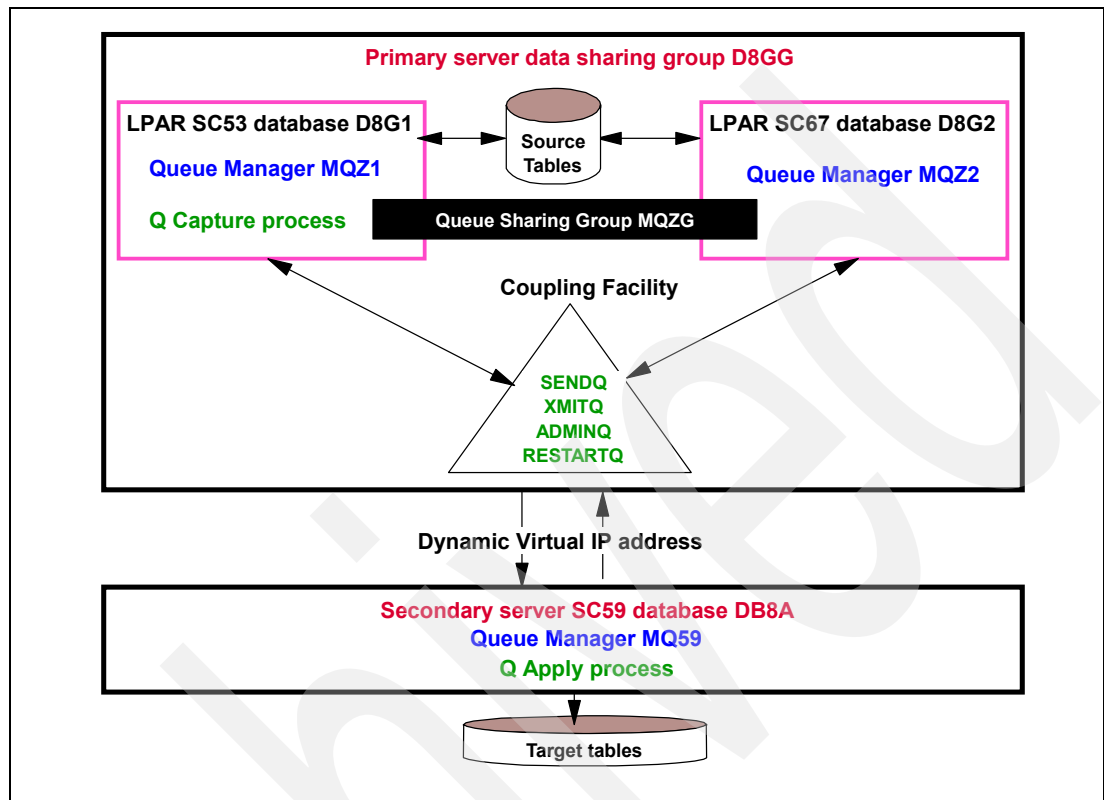 Primary server data sharing group D8GG
LPAR SC53 database D8G1
Queue Manager MQZ1
Q Capture process
Source
Tables
LPAR SC67 database D8G2
Queue Manager MQZ2
Queue Sharing Group MQZG
Coupling Facility
SENDQ
XMITQ
ADMINQ
RESTARTQ
Dynamic Virtual IP address
Secondary server SC59 database DB8A
Queue Manager MQ59
Q Apply process
Target tables